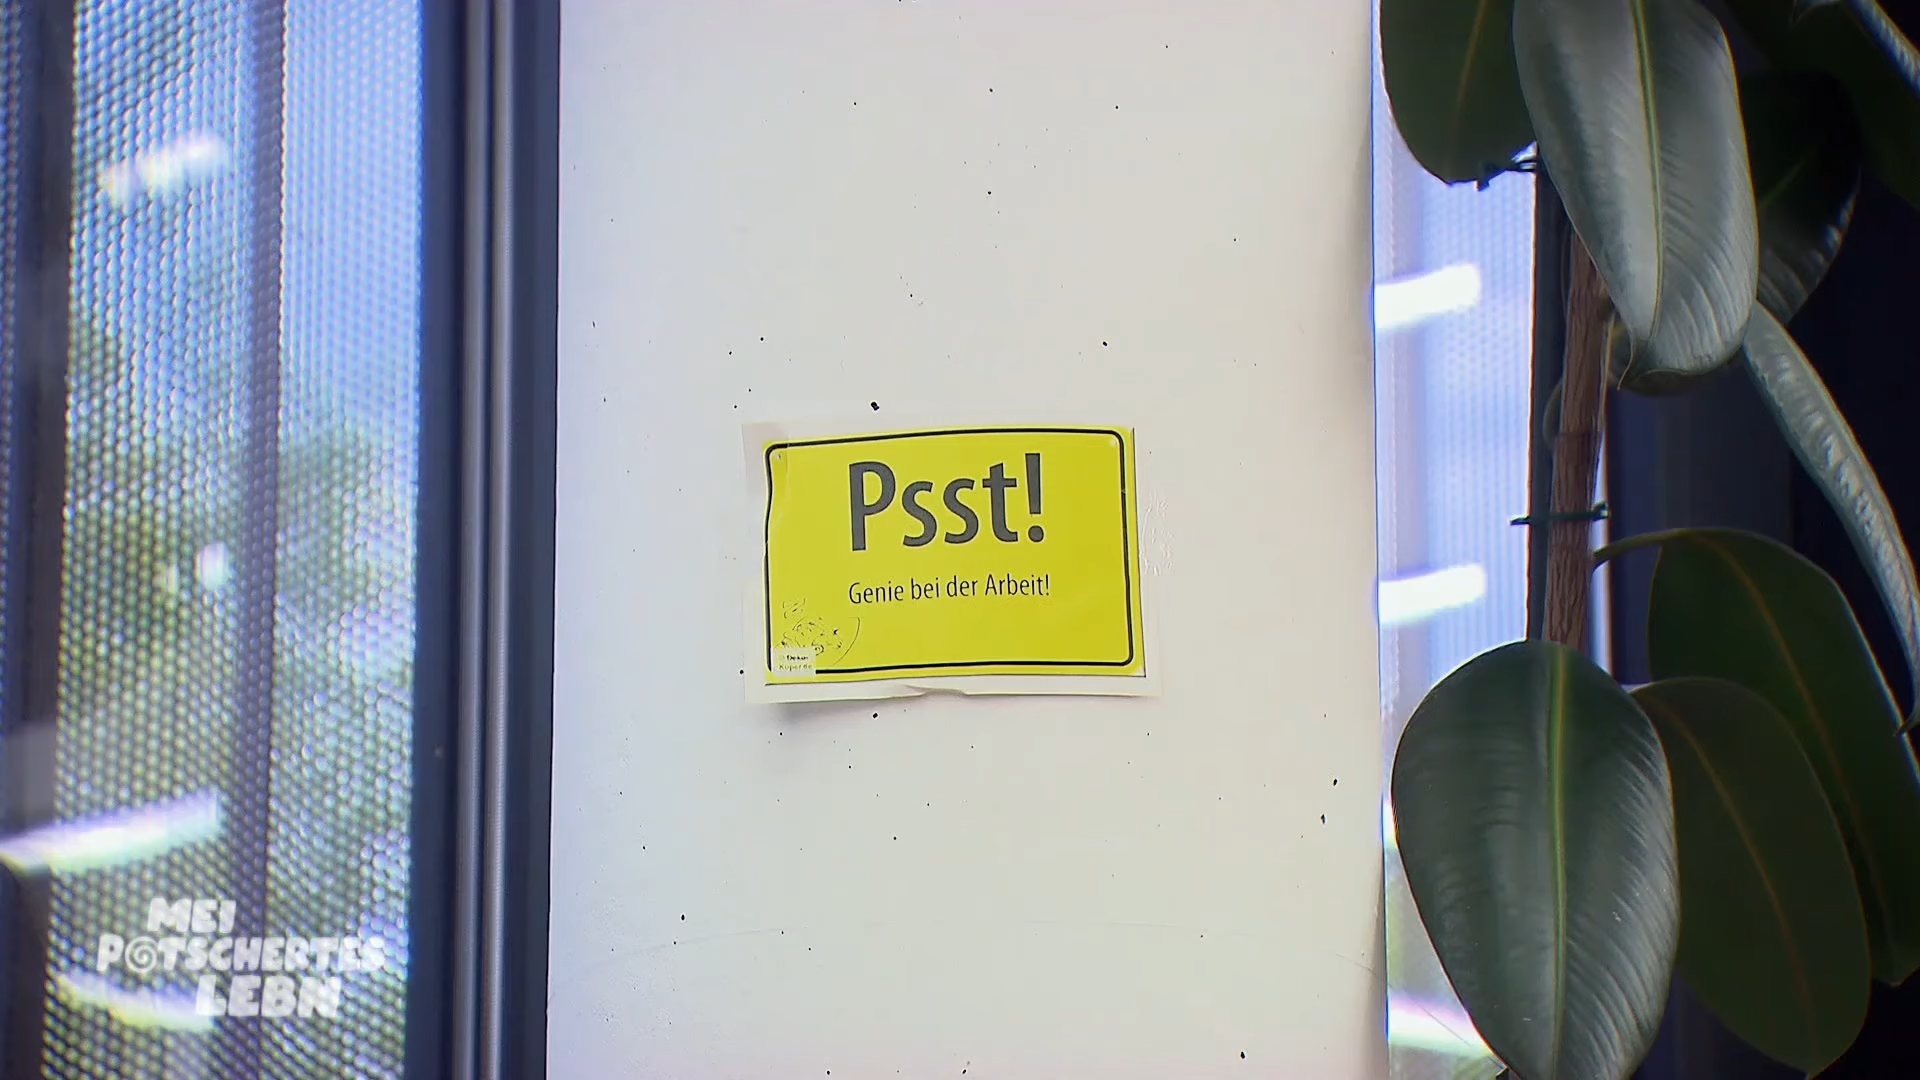 Psst!
Genie bei der Arbeit!
MEI
POTSCHERTES
LEBN